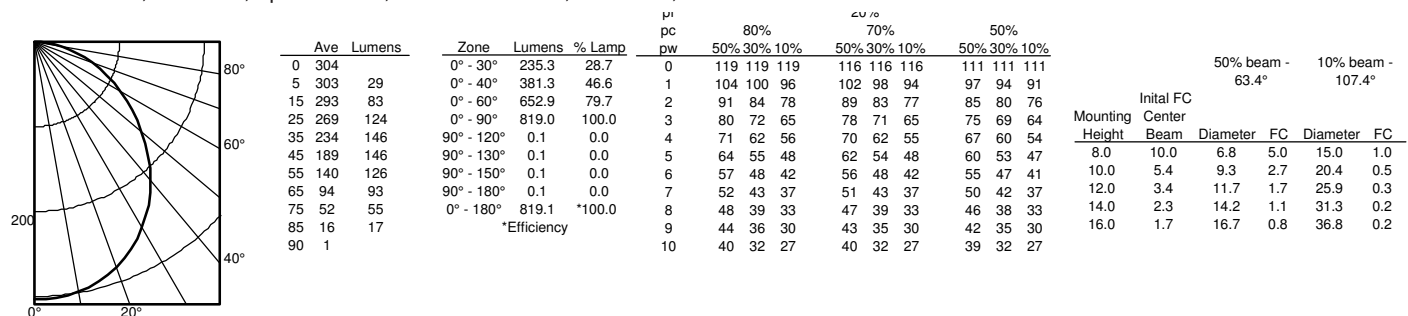 pf 20%
pc 80% 70% 50%
pw 50% 30% 10% 50% 30% 10% 50% 30% 10%
0 119 119 119 116 116 116 111 111 111
1 104 100 96 102 98 94 97 94 91
2 91 84 78 89 83 77 85 80 76
3 80 72 65 78 71 65 75 69 64
4 71 62 56 70 62 55 67 60 54
5 64 55 48 62 54 48 60 53 47
6 57 48 42 56 48 42 55 47 41
7 52 43 37 51 43 37 50 42 37
8 48 39 33 47 39 33 46 38 33
9 44 36 30 43 35 30 42 35 30
10 40 32 27 40 32 27 39 32 27
80°
60°
40°
200
0° 20°
Ave Lumens
0 304
5 303 29
15 293 83
25 269 124
35 234 146
45 189 146
55 140 126
65 94 93
75 52 55
85 16 17
90 1
Zone Lumens % Lamp
0° - 30° 235.3 28.7
0° - 40° 381.3 46.6
0° - 60° 652.9 79.7
0° - 90° 819.0 100.0
90° - 120° 0.1 0.0
90° - 130° 0.1 0.0
90° - 150° 0.1 0.0
90° - 180° 0.1 0.0
0° - 180° 819.1 *100.0
*Efficiency
50% beam - 10% beam -
63.4° 107.4°
Inital FC
Mounting Center
Height Beam Diameter FC Diameter FC
8.0 10.0 6.8 5.0 15.0 1.0
10.0 5.4 9.3 2.7 20.4 0.5
12.0 3.4 11.7 1.7 25.9 0.3
14.0 2.3 14.2 1.1 31.3 0.2
16.0 1.7 16.7 0.8 36.8 0.2